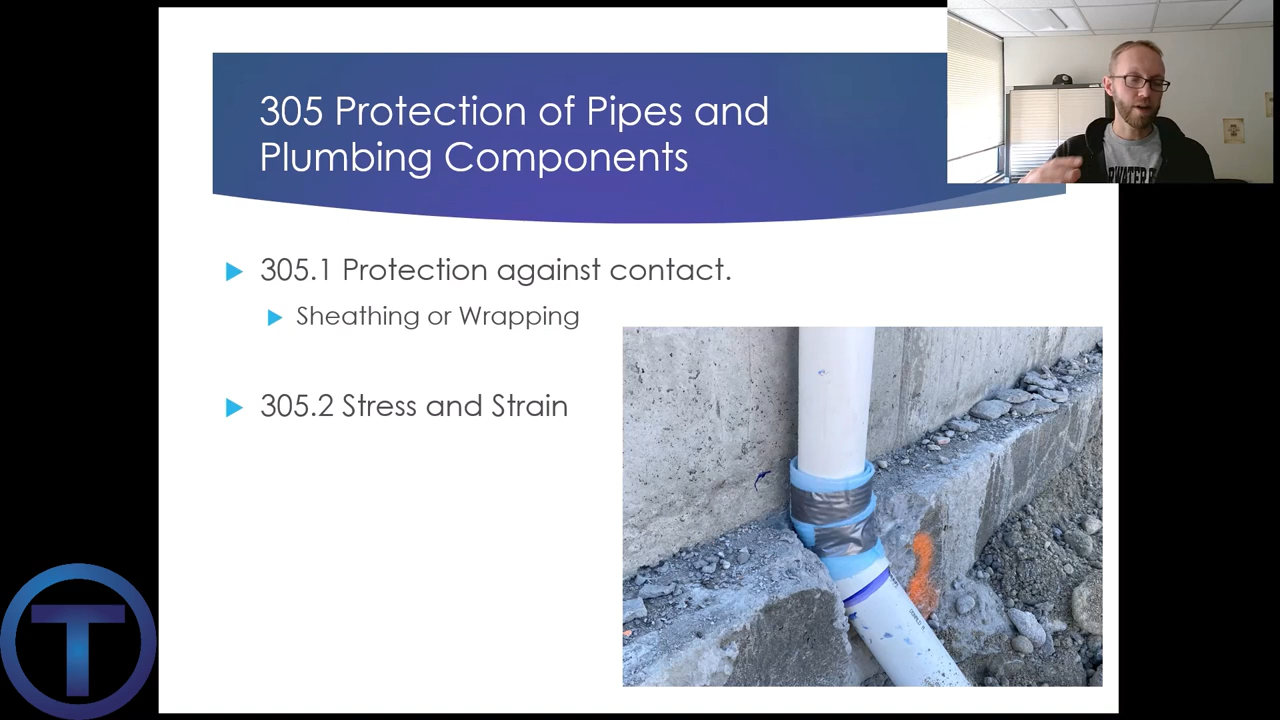 305 Protection of Pipes and
Plumbing Components
305.1 Protection against contact.
Sheathing or Wrapping
305.2 Stress and Strain
T